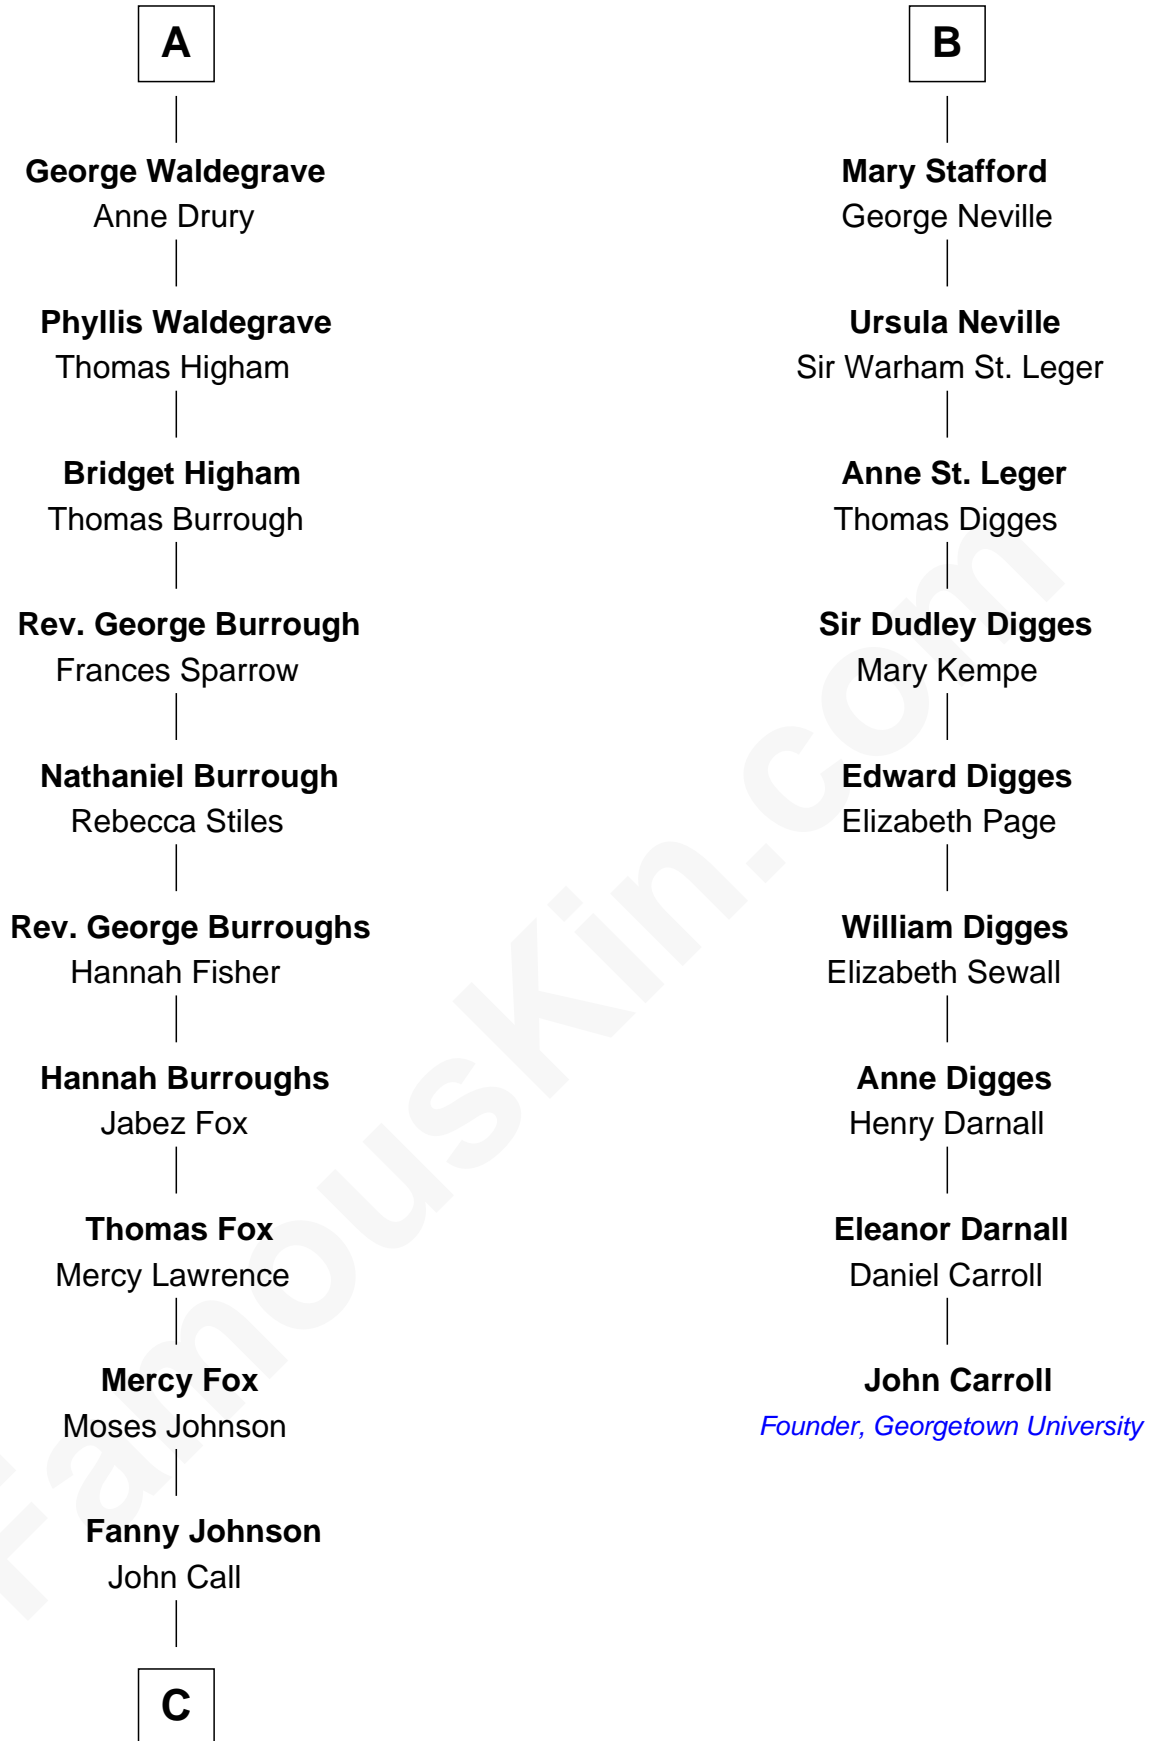 A
George Waldegrave
Anne Drury
Phyllis Waldegrave
Thomas Higham
Bridget Higham
Thomas Burrough
Rev. George Burrough
Frances Sparrow
Nathaniel Burrough
Rebecca Stiles
Rev. George Burroughs
Hannah Fisher
Hannah Burroughs
Jabez Fox
Thomas Fox
Mercy Lawrence
Mercy Fox
Moses Johnson
Fanny Johnson
John Call
C
B
Mary Stafford
George Neville
Ursula Neville
Sir Warham St. Leger
Anne St. Leger
Thomas Digges
Sir Dudley Digges
Mary Kempe
Edward Digges
Elizabeth Page
William Digges
Elizabeth Sewall
Anne Digges
Henry Darnall
Eleanor Darnall
Daniel Carroll
John Carroll
Founder, Georgetown University
FamousKin.com